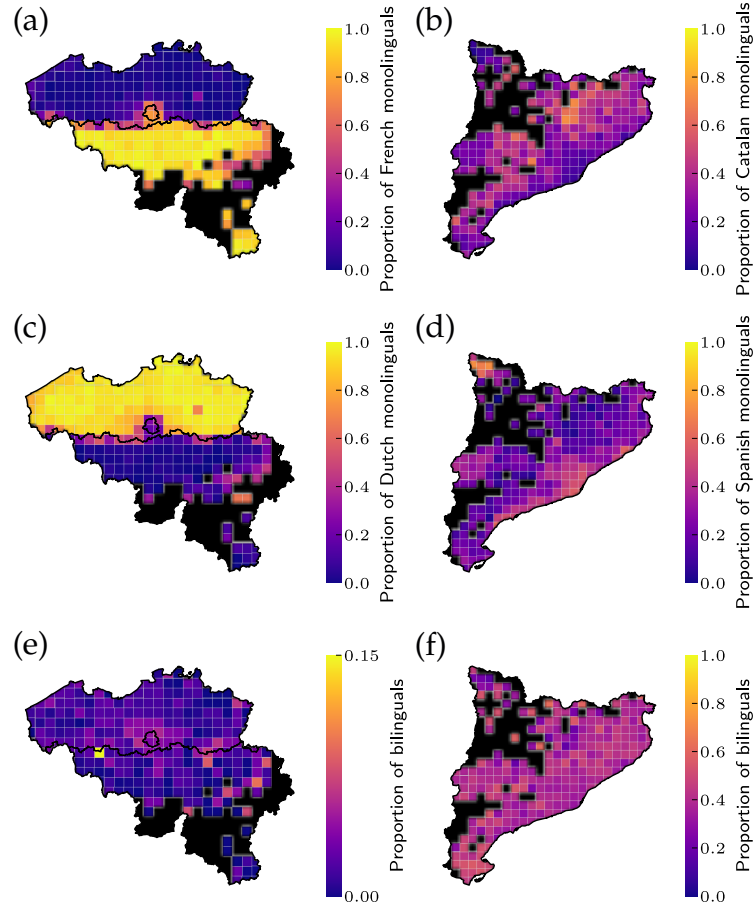 (a)
1.0
0.8
0.6
0.4
0.2
0.0
Proportion of French monolinguals
(b)
1.0
0.8
0.6
0.4
0.2
0.0
Proportion of Catalan monolinguals
(c)
1.0
0.8
0.6
0.4
0.2
0.0
Proportion of Dutch monolinguals
(d)
1.0
0.8
0.6
0.4
0.2
0.0
Proportion of Spanish monolinguals
(e)
0.15
0.00
Proportion of bilinguals
(f)
1.0
0.8
0.6
0.4
0.2
0.0
Proportion of bilinguals